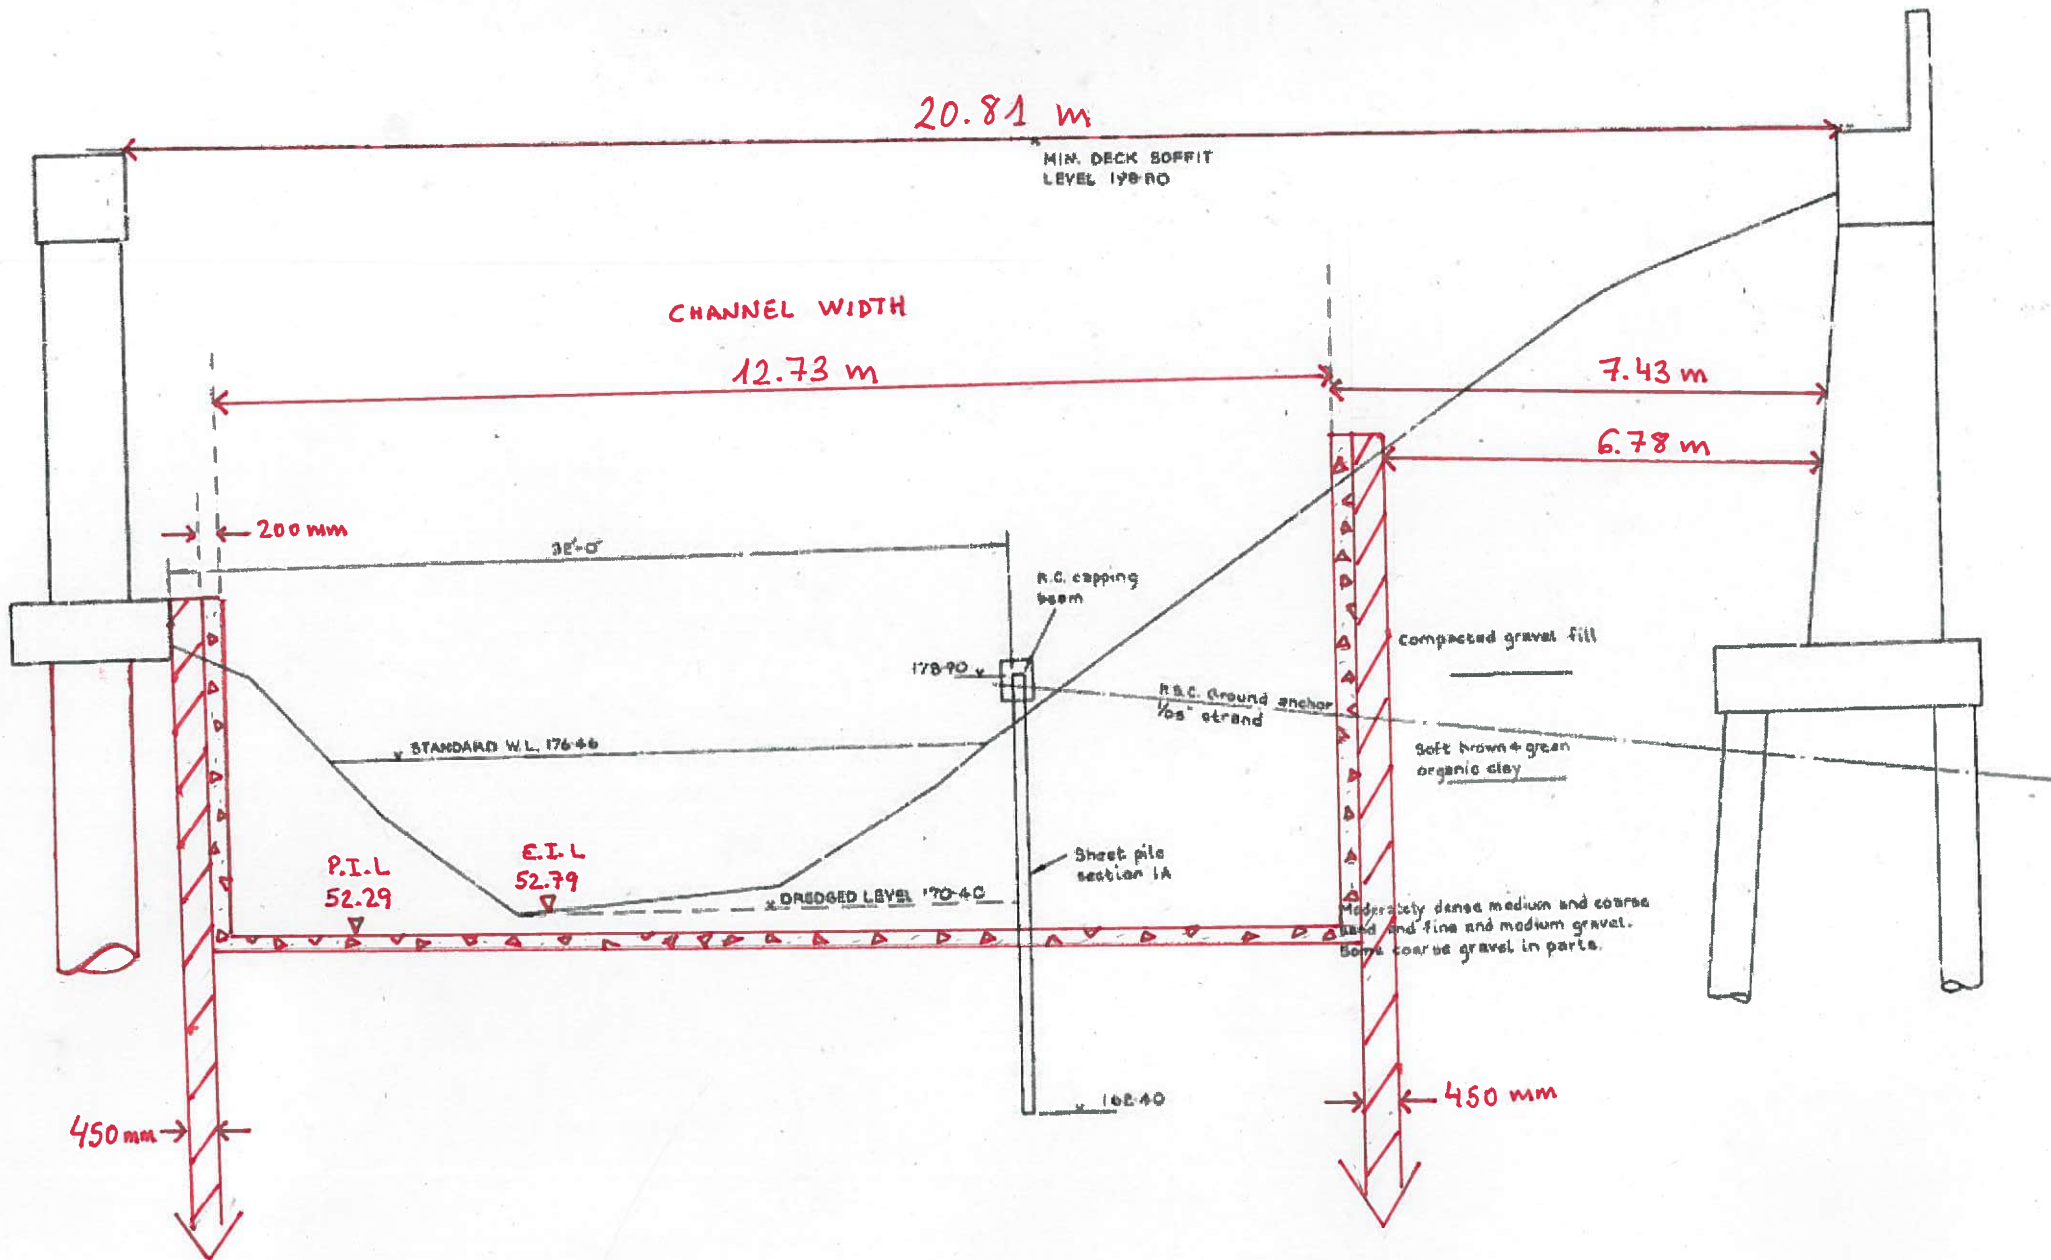 20.81 m
MIN. DECK SOFFIT
LEVEL
CHANNEL WIDTH
12.73 m
7.43 m
6.78 m
200 mm
32'-0"
R.C. capping
beam
178.90
Compacted gravel fill
Ground anchor
strand
STANDARD W.L. 176.46
Soft brown + green
organic clay
P.I.L
52.29
E.I.L
52.79
Sheet pile
section 1A
DREDGED LEVEL 170.40
Moderately dense medium and coarse
sand and fine and medium gravel.
Some coarse gravel in parts.
162.40
450 mm
450 mm